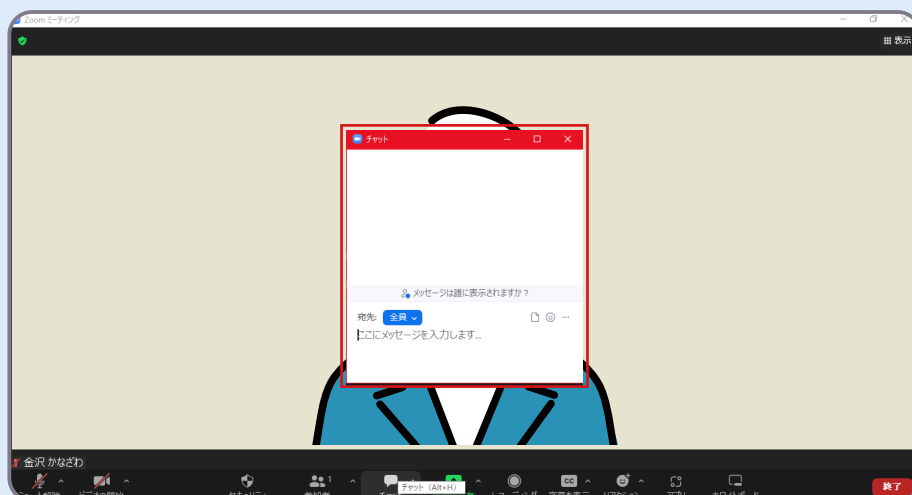 Zoom ミーティング
表示
チャット
メッセージは誰に表示されますか？
宛先: 全員
ここにメッセージを入力します...
金沢 かなざわ
1
CC
チャット (Alt+H)
終了